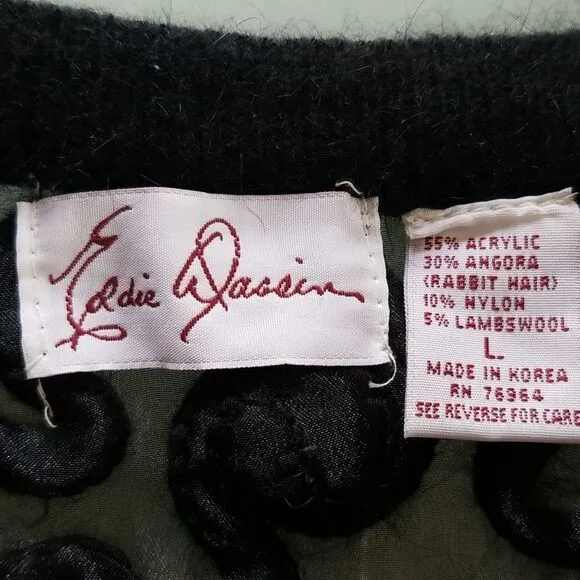 Eddie Dassin
55% ACRYLIC
30% ANGORA
(RABBIT HAIR)
10% NYLON
5% LAMBSWOOL
L
MADE IN KOREA
RN 76364
SEE REVERSE FOR CARE